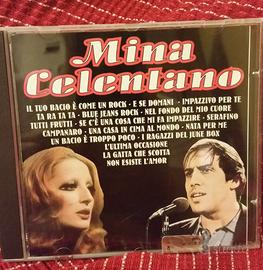 Mina
Celentano
IL TUO BACIO È COME UN ROCK - E SE DOMANI - IMPAZZIVO PER TE
TA RA TA TA - BLUE JEANS ROCK - NEL FONDO DEL MIO CUORE
TUTTI FRUTTI - SE C'È UNA COSA CHE MI FA IMPAZZIRE - SERAFINO
CAMPANARO - UNA CASA IN CIMA AL MONDO - NATA PER ME
UN BACIO È TROPPO POCO - I RAGAZZI DEL JUKE BOX
L'ULTIMA OCCASIONE
LA GATTA CHE SCOTTA
NON ESISTE L'AMOR